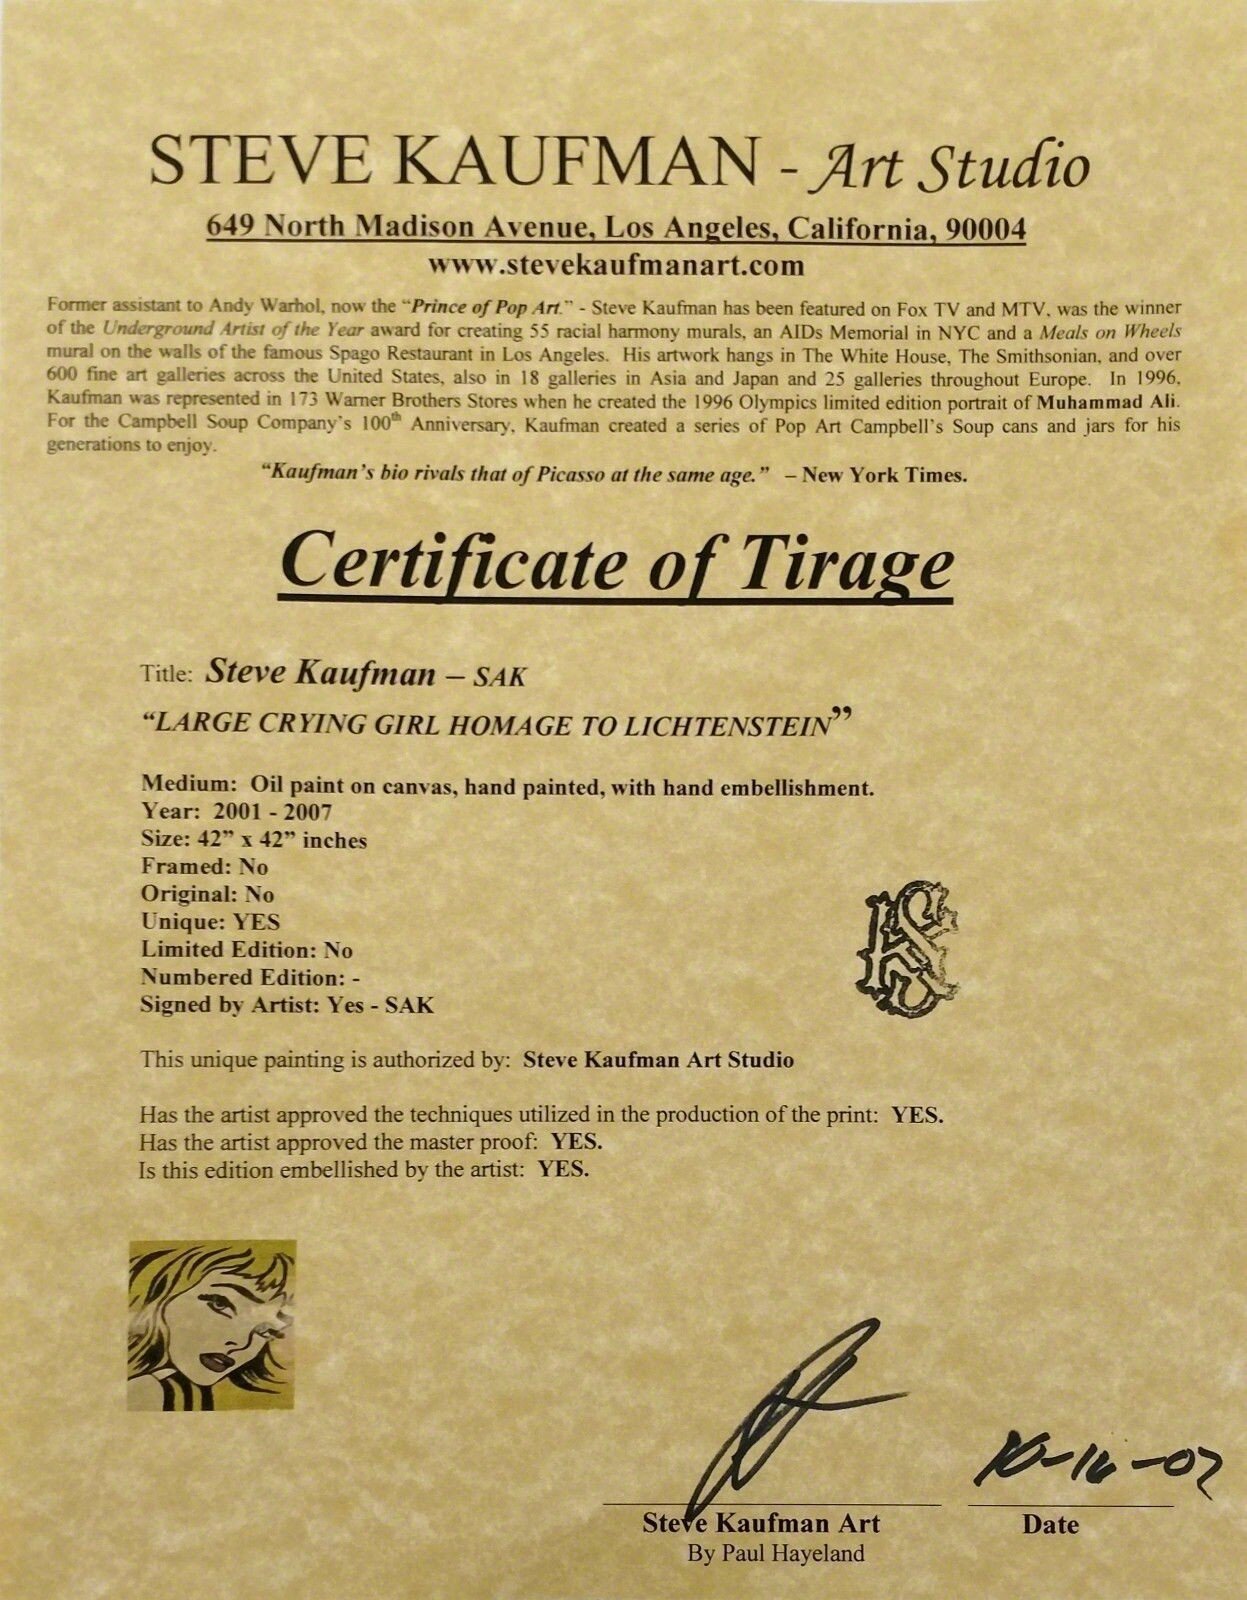 STEVE KAUFMAN - Art Studio
649 North Madison Avenue, Los Angeles, California, 90004
www.stevekaufmanart.com
Former assistant to Andy Warhol, now the "Prince of Pop Art." - Steve Kaufman has been featured on Fox TV and MTV, was the winner
of the Underground Artist of the Year award for creating 55 racial harmony murals, an AIDs Memorial in NYC and a Meals on Wheels
mural on the walls of the famous Spago Restaurant in Los Angeles. His artwork hangs in The White House, The Smithsonian, and over
600 fine art galleries across the United States, also in 18 galleries in Asia and Japan and 25 galleries throughout Europe. In 1996,
Kaufman was represented in 173 Warner Brothers Stores when he created the 1996 Olympics limited edition portrait of Muhammad Ali.
For the Campbell Soup Company's 100th Anniversary, Kaufman created a series of Pop Art Campbell's Soup cans and jars for his
generations to enjoy.
"Kaufman's bio rivals that of Picasso at the same age." – New York Times.
Certificate of Tirage
Title: Steve Kaufman – SAK
"LARGE CRYING GIRL HOMAGE TO LICHTENSTEIN"
Medium: Oil paint on canvas, hand painted, with hand embellishment.
Year: 2001 - 2007
Size: 42" x 42" inches
Framed: No
Original: No
Unique: YES
Limited Edition: No
Numbered Edition: -
Signed by Artist: Yes - SAK
This unique painting is authorized by: Steve Kaufman Art Studio
Has the artist approved the techniques utilized in the production of the print: YES.
Has the artist approved the master proof: YES.
Is this edition embellished by the artist: YES.
10-16-07
Steve Kaufman Art
Date
By Paul Hayeland